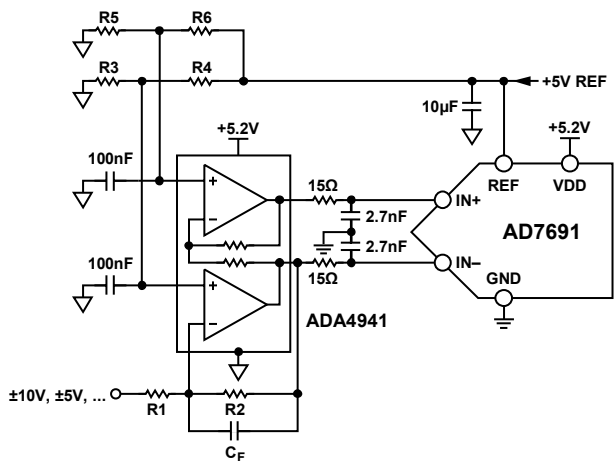 R5
R6
R3
R4
+5V REF
10µF
+5.2V
+5.2V
100nF
REF
VDD
+
15Ω
IN+
−
2.7nF
AD7691
2.7nF
100nF
15Ω
IN−
+
GND
−
ADA4941
±10V, ±5V, ...
R1
R2
CF